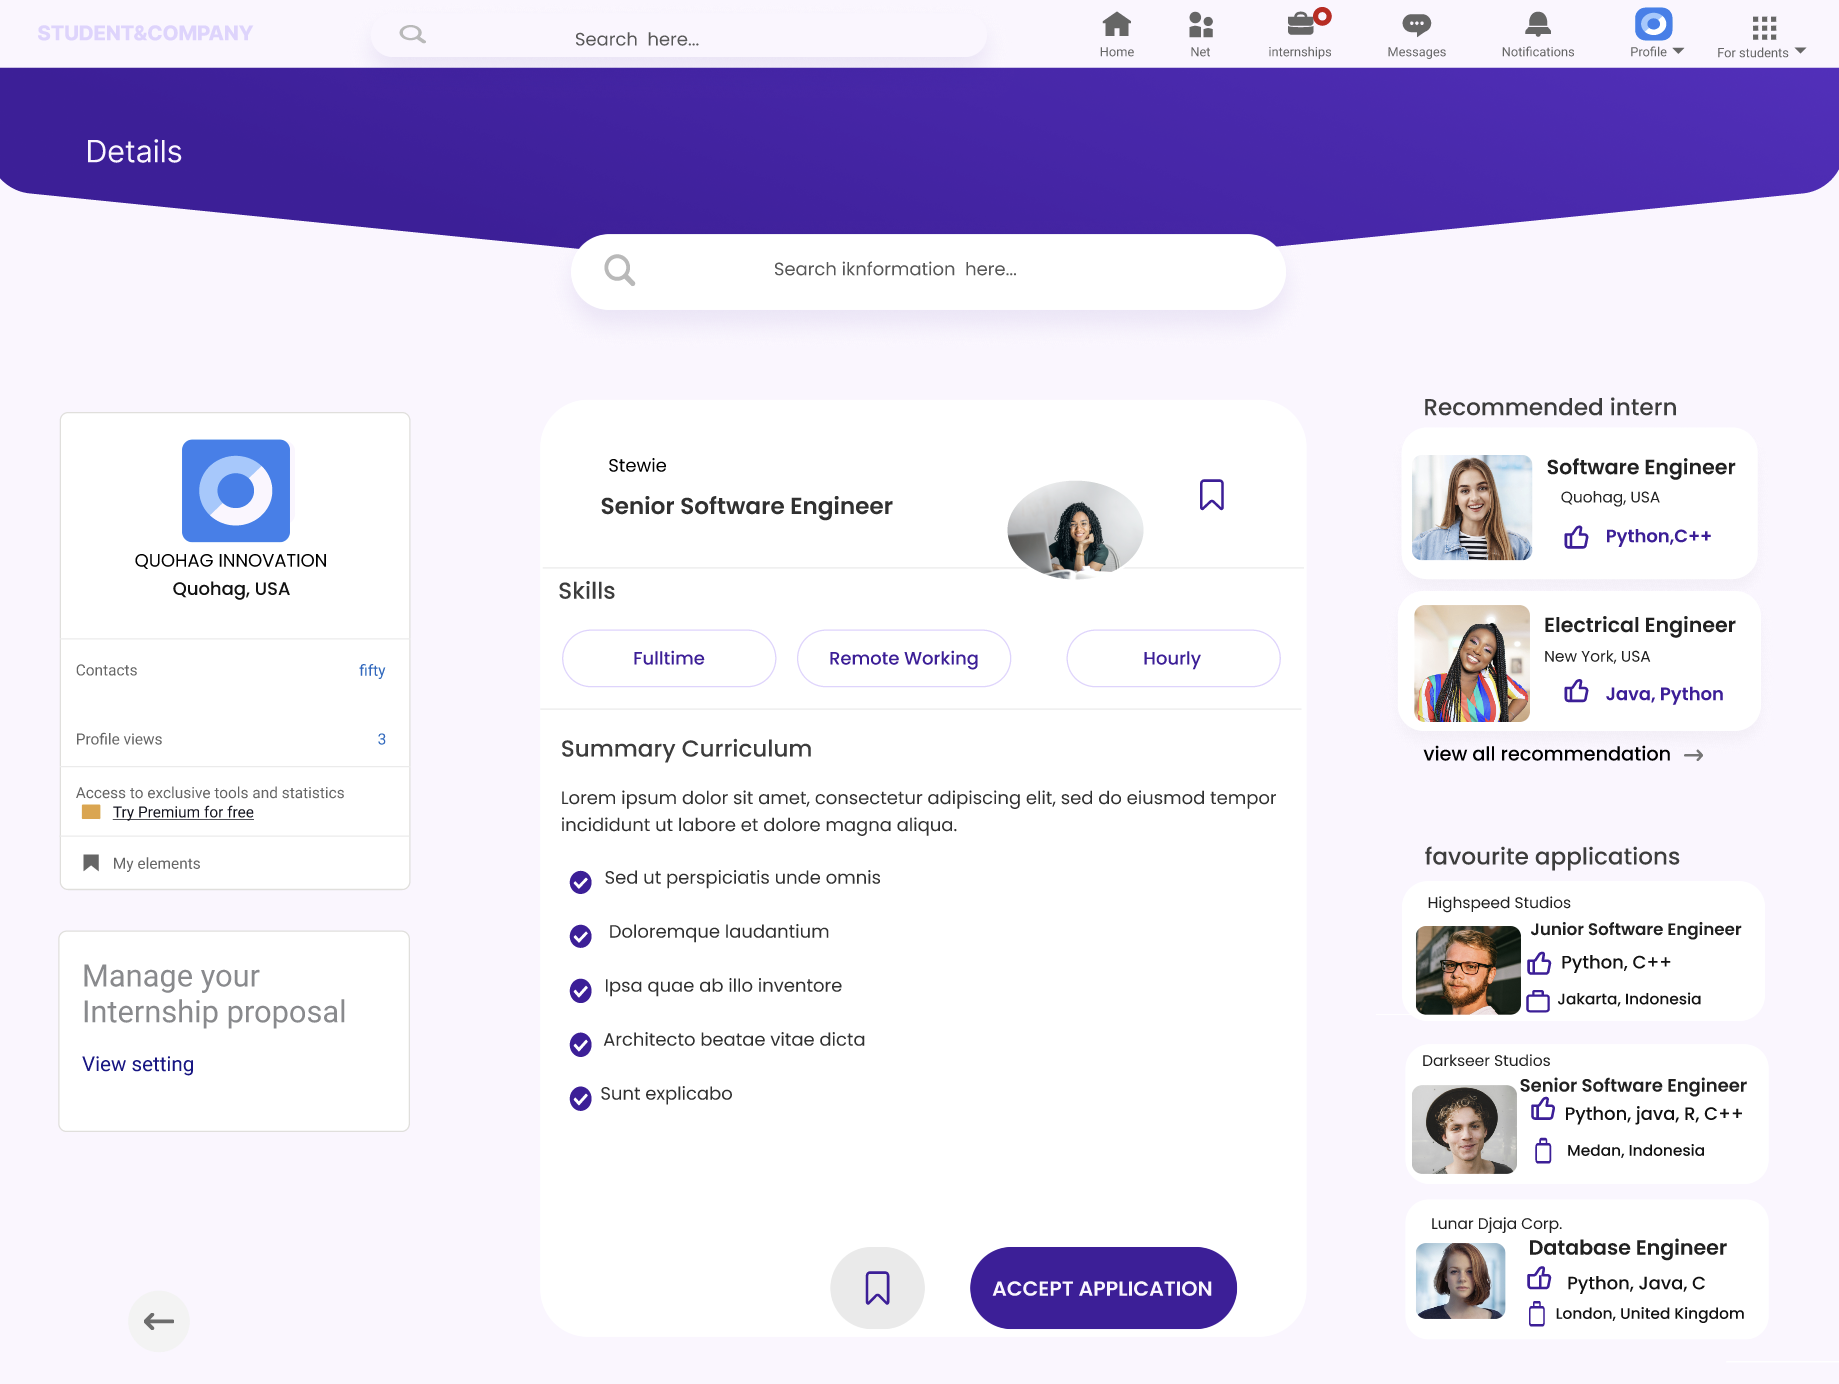 STUDENT&COMPANY
Search here...
Home
Net
internships
Messages
Notifications
Profile
For students
Details
Search iknformation here...
QUOHAG INNOVATION
Quohag, USA
Contacts
fifty
Profile views
3
Access to exclusive tools and statistics
Try Premium for free
My elements
Manage your
Internship proposal
View setting
Stewie
Senior Software Engineer
Skills
Fulltime
Remote Working
Hourly
Summary Curriculum
Lorem ipsum dolor sit amet, consectetur adipiscing elit, sed do eiusmod tempor
incididunt ut labore et dolore magna aliqua.
Sed ut perspiciatis unde omnis
Doloremque laudantium
Ipsa quae ab illo inventore
Architecto beatae vitae dicta
Sunt explicabo
ACCEPT APPLICATION
Recommended intern
Software Engineer
Quohag, USA
Python,C++
Electrical Engineer
New York, USA
Java, Python
view all recommendation
favourite applications
Highspeed Studios
Junior Software Engineer
Python, C++
Jakarta, Indonesia
Darkseer Studios
Senior Software Engineer
Python, java, R, C++
Medan, Indonesia
Lunar Djaja Corp.
Database Engineer
Python, Java, C
London, United Kingdom